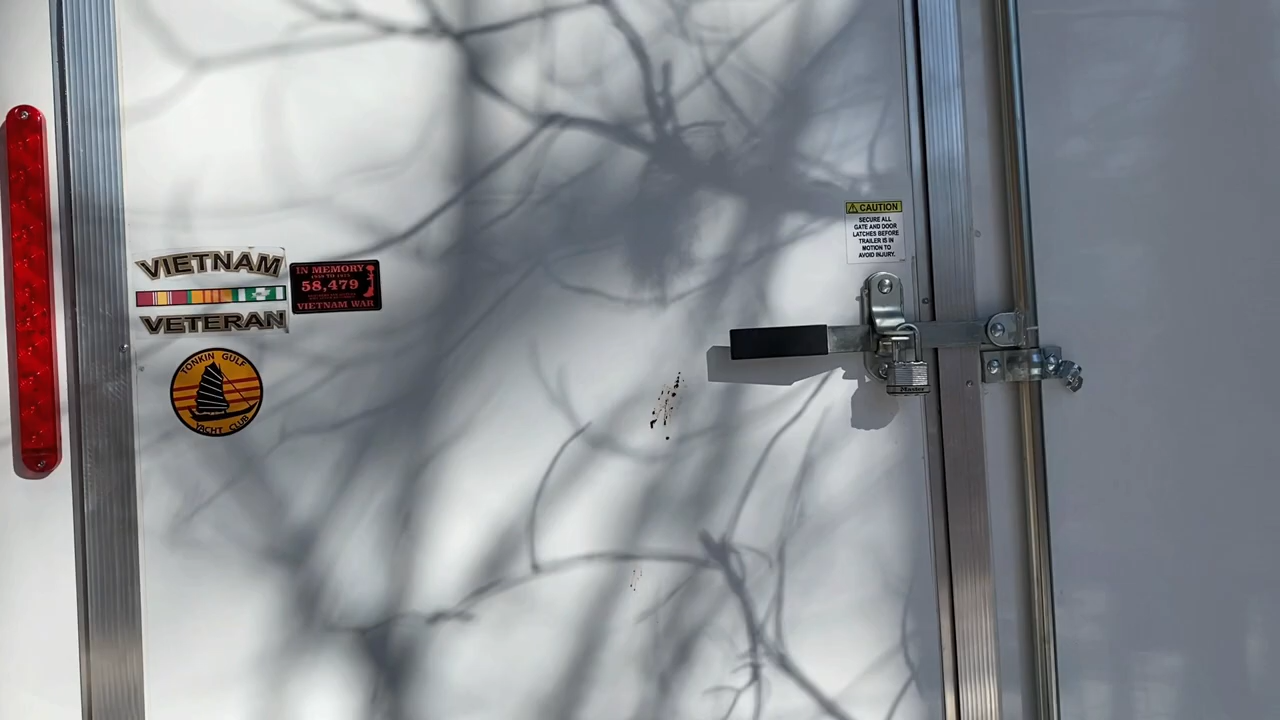 VIETNAM
VETERAN
IN MEMORY
58,479
VIETNAM WAR
TONKIN GULF
YACHT CLUB
CAUTION
SECURE ALL
GATE AND DOOR
LATCHES BEFORE
TRAILER IS IN
MOTION TO
AVOID INJURY.
Master